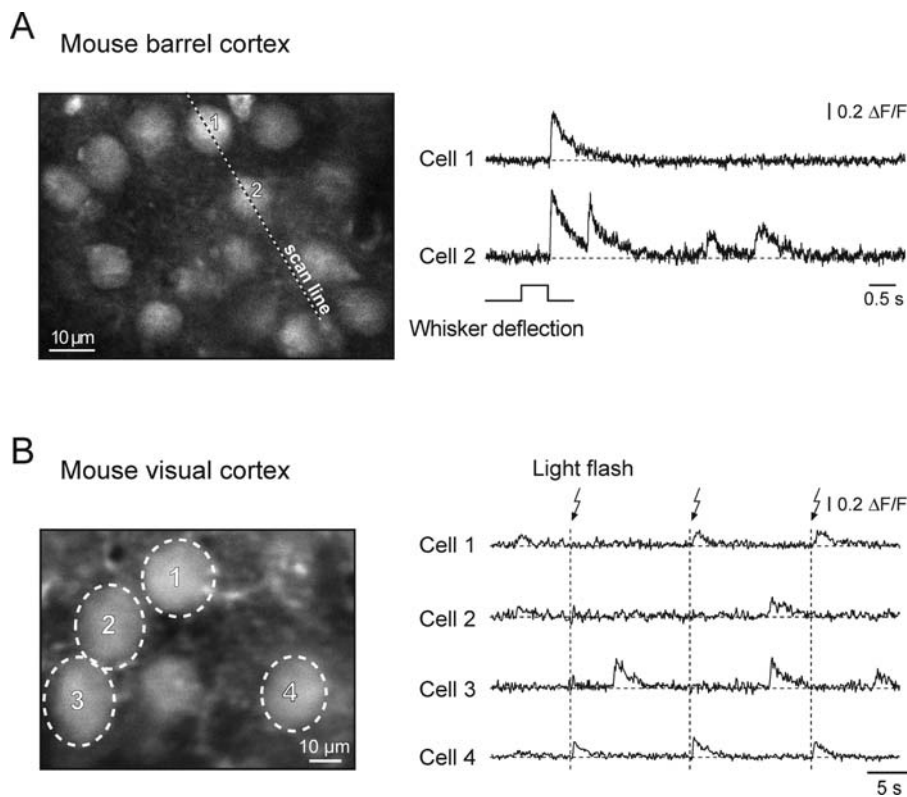 A
Mouse barrel cortex
1
2
scan line
10 µm
0.2 ΔF/F
Cell 1
Cell 2
0.5 s
Whisker deflection
B
Mouse visual cortex
1
2
3
4
10 µm
Light flash
0.2 ΔF/F
Cell 1
Cell 2
Cell 3
Cell 4
5 s